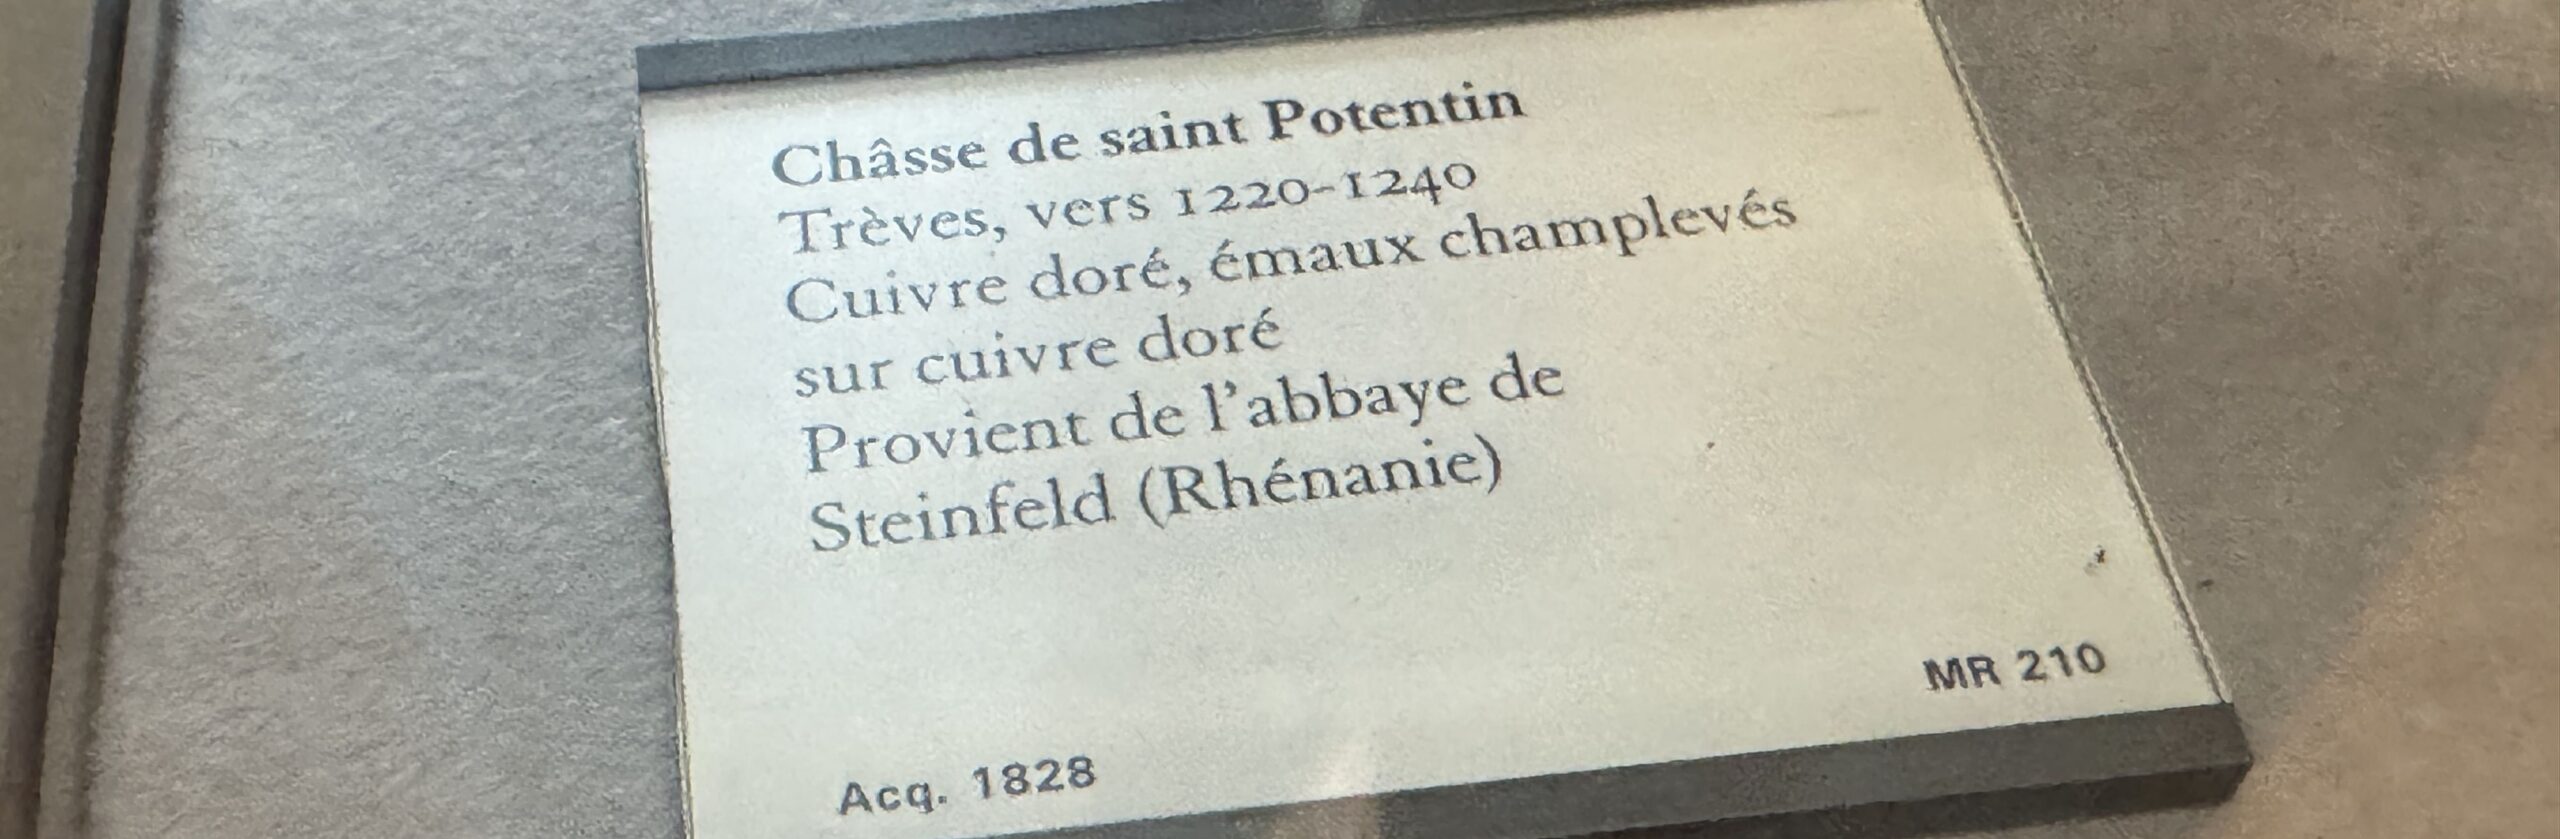 Châsse de saint Potentin
Trèves, vers 1220-1240
Cuivre doré, émaux champlevés
sur cuivre doré
Provient de l'abbaye de
Steinfeld (Rhénanie)
MR 210
Acq. 1828